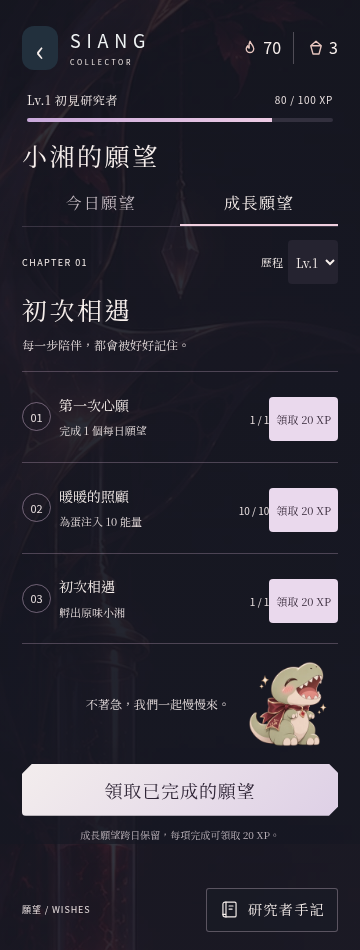 ‹
SIANG
COLLECTOR
70
3
Lv.1 初見研究者
80 / 100 XP
小湘的願望
今日願望
成長願望
CHAPTER 01
歷程
Lv.1
初次相遇
每一步陪伴，都會被好好記住。
01
第一次心願
完成 1 個每日願望
1 / 1
領取 20 XP
02
暖暖的照顧
為蛋注入 10 能量
10 / 10
領取 20 XP
03
初次相遇
孵出原味小湘
1 / 1
領取 20 XP
不著急，我們一起慢慢來。
領取已完成的願望
成長願望跨日保留，每項完成可領取 20 XP。
願望 / WISHES
研究者手記